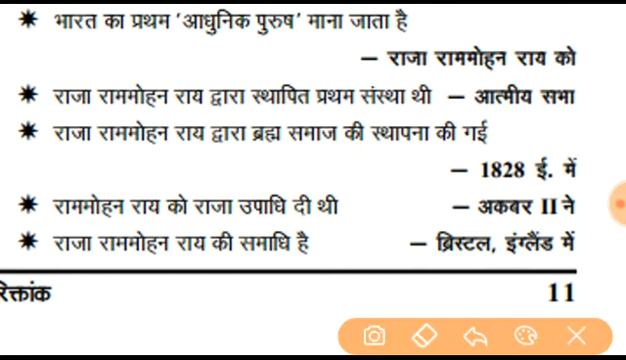 ✷ भारत का प्रथम ‘आधुनिक पुरुष’ माना जाता है
– राजा राममोहन राय को
✷ राजा राममोहन राय द्वारा स्थापित प्रथम संस्था थी – आत्मीय सभा
✷ राजा राममोहन राय द्वारा ब्रह्म समाज की स्थापना की गई
– 1828 ई. में
✷ राममोहन राय को राजा उपाधि दी थी – अकबर II ने
✷ राजा राममोहन राय की समाधि है – ब्रिस्टल, इंग्लैंड में
रिक्तांक 11